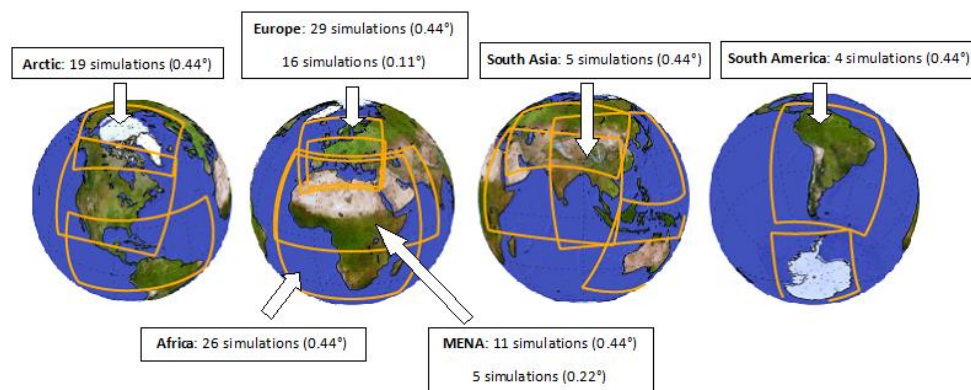 Arctic: 19 simulations (0.44°)
Europe: 29 simulations (0.44°)
16 simulations (0.11°)
South Asia: 5 simulations (0.44°)
South America: 4 simulations (0.44°)
Africa: 26 simulations (0.44°)
MENA: 11 simulations (0.44°)
5 simulations (0.22°)